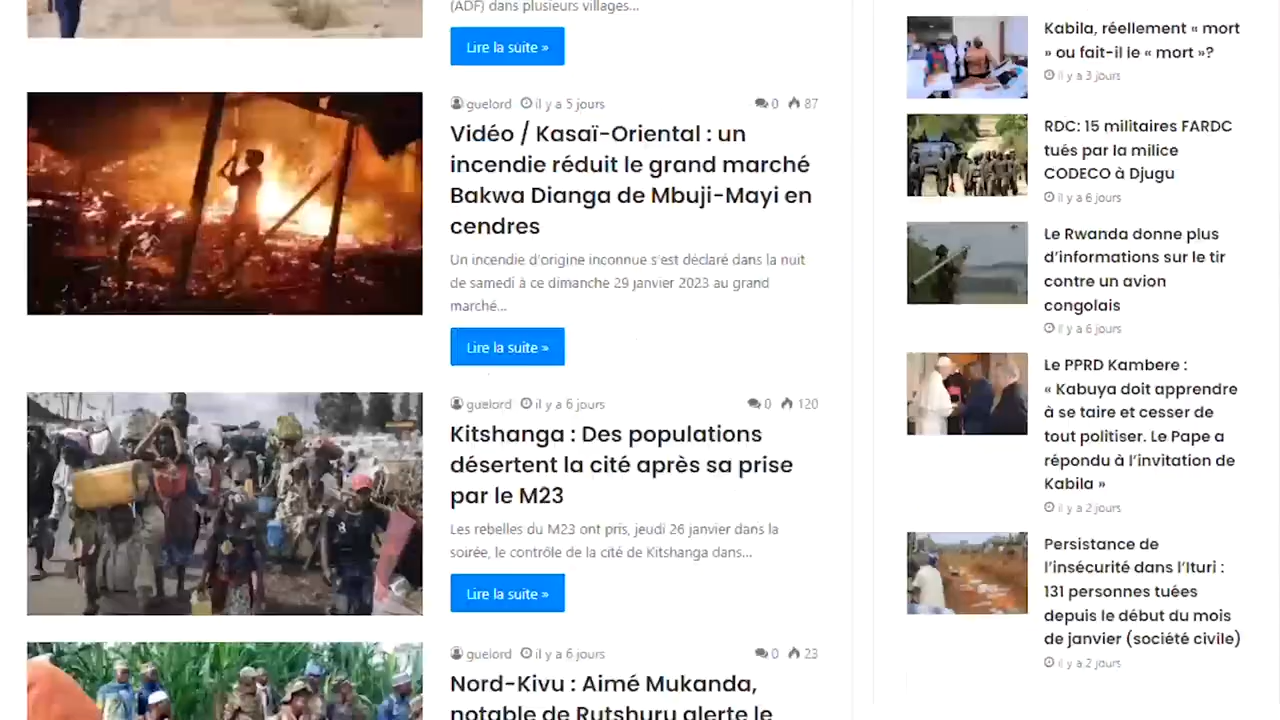 (ADF) dans plusieurs villages...
Lire la suite »
guelord il y a 5 jours 0 87
Vidéo / Kasaï-Oriental : un
incendie réduit le grand marché
Bakwa Dianga de Mbuji-Mayi en
cendres
Un incendie d'origine inconnue s'est déclaré dans la nuit
de samedi à ce dimanche 29 janvier 2023 au grand
marché...
Lire la suite »
guelord il y a 6 jours 0 120
Kitshanga : Des populations
désertent la cité après sa prise
par le M23
Les rebelles du M23 ont pris, jeudi 26 janvier dans la
soirée, le contrôle de la cité de Kitshanga dans...
Lire la suite »
guelord il y a 6 jours 0 23
Nord-Kivu : Aimé Mukanda,
notable de Rutshuru alerte le
Kabila, réellement « mort
» ou fait-il le « mort »?
il y a 3 jours
RDC: 15 militaires FARDC
tués par la milice
CODECO à Djugu
il y a 6 jours
Le Rwanda donne plus
d'informations sur le tir
contre un avion
congolais
il y a 6 jours
Le PPRD Kambere :
« Kabuya doit apprendre
à se taire et cesser de
tout politiser. Le Pape a
répondu à l'invitation de
Kabila »
il y a 2 jours
Persistance de
l'insécurité dans l'Ituri :
131 personnes tuées
depuis le début du mois
de janvier (société civile)
il y a 2 jours